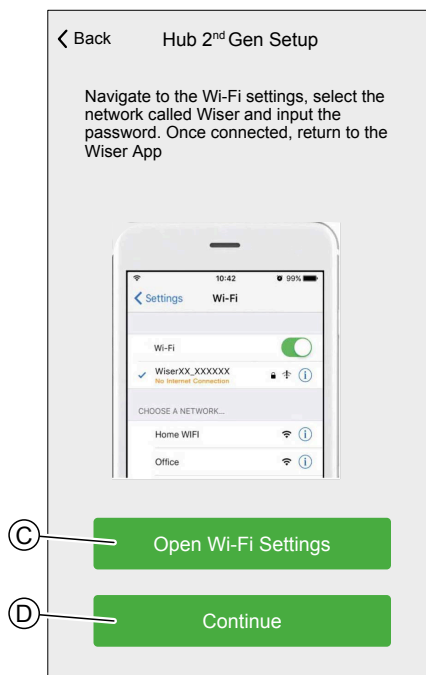 Back
Hub 2nd Gen Setup
Navigate to the Wi-Fi settings, select the
network called Wiser and input the
password. Once connected, return to the
Wiser App
10:42
99%
Settings
Wi-Fi
Wi-Fi
WiserXX_XXXXXX
No Internet Connection
CHOOSE A NETWORK...
Home WIFI
Office
C
Open Wi-Fi Settings
D
Continue